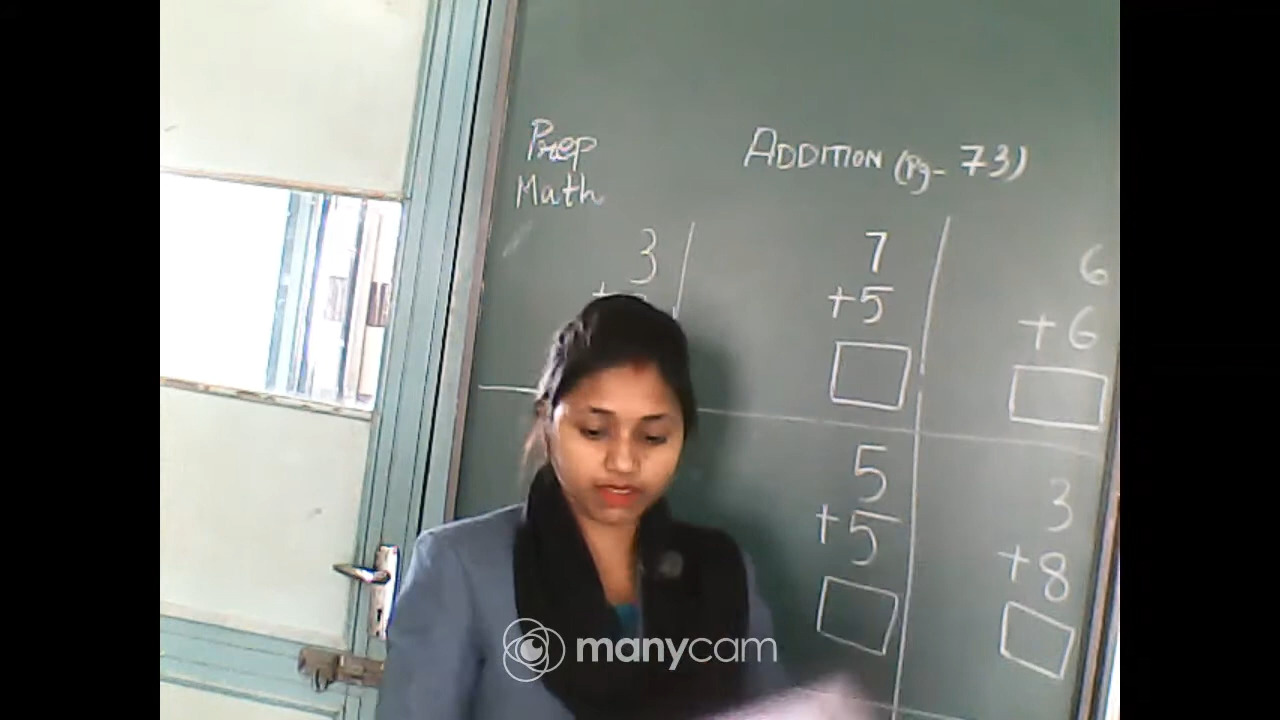 Prep
Math
ADDITION (Pg- 73)
3
+
7
+5
6
+6
5
+5
3
+8
manycam